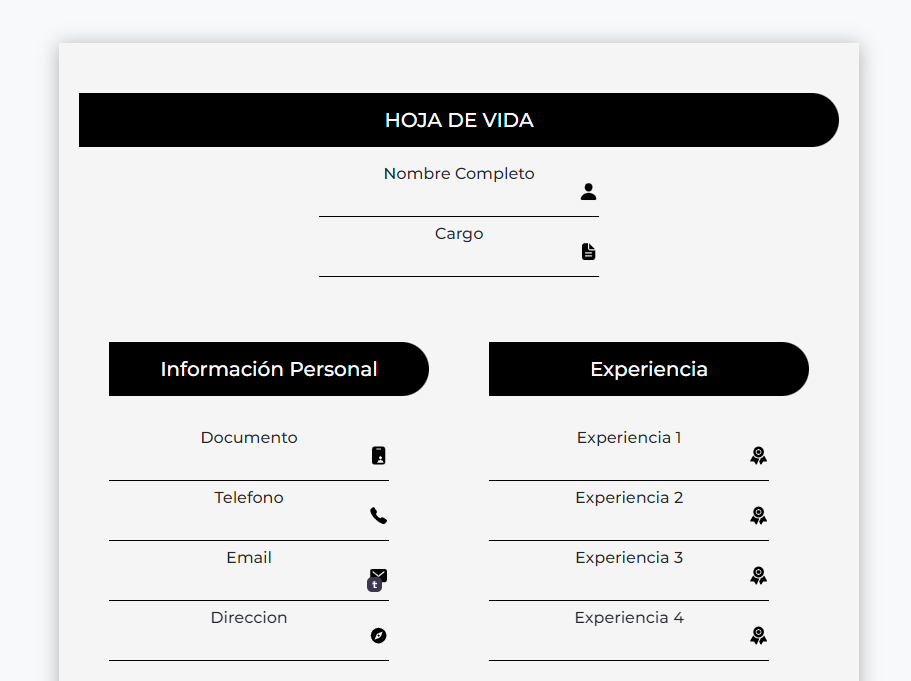 HOJA DE VIDA
Nombre Completo
Cargo
Información Personal
Documento
Telefono
Email
t
Direccion
Experiencia
Experiencia 1
Experiencia 2
Experiencia 3
Experiencia 4